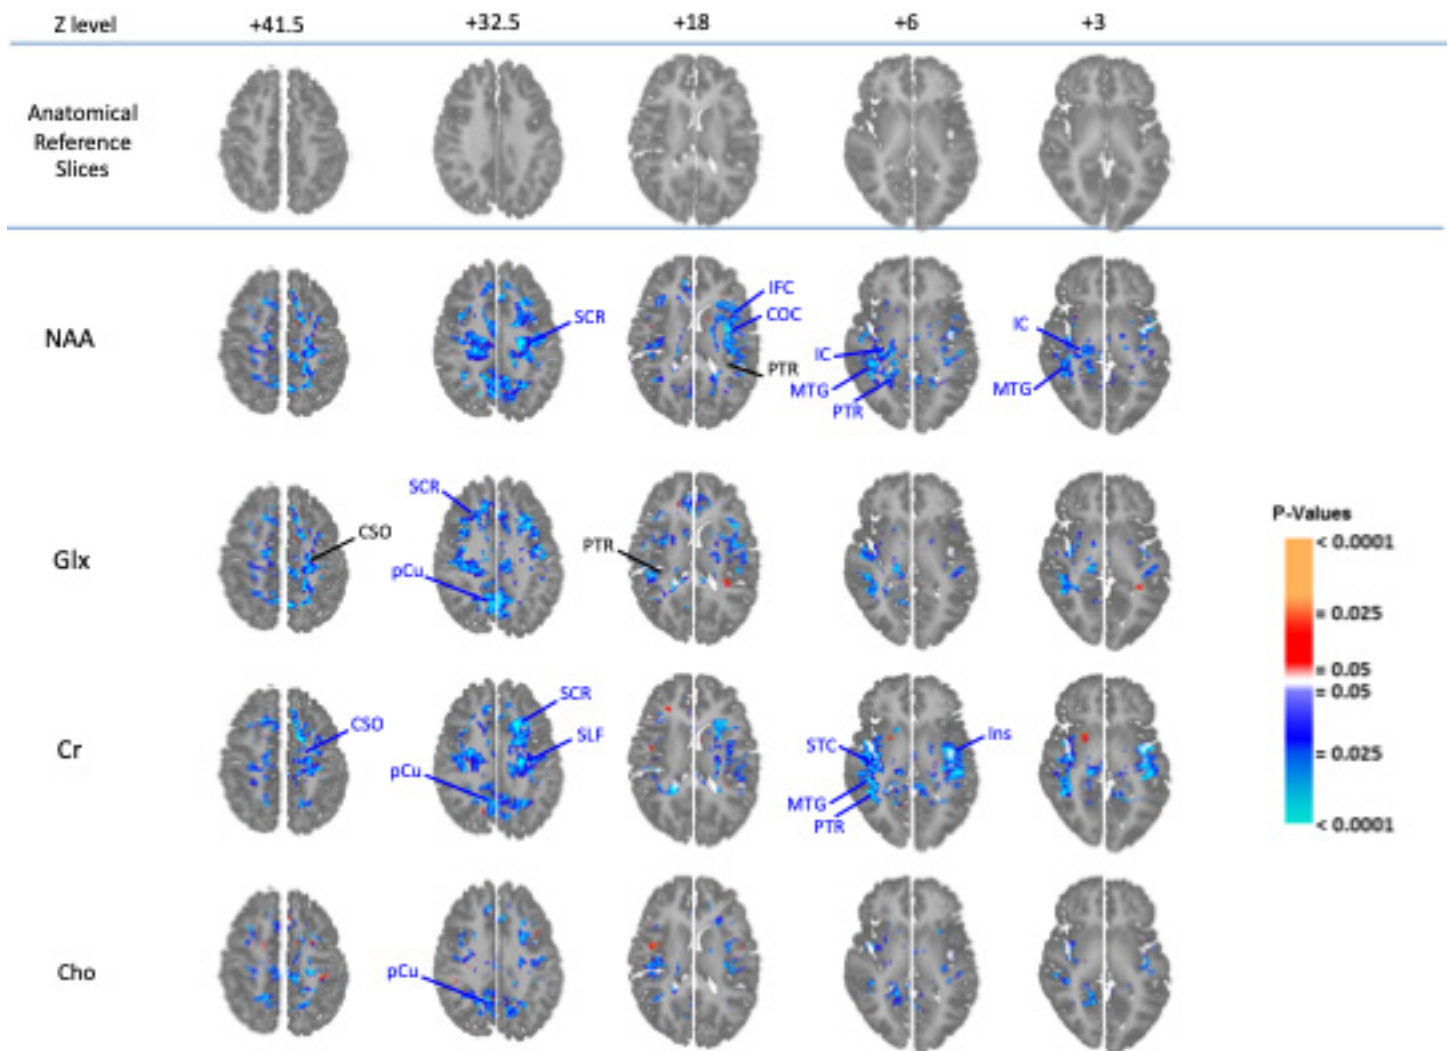 Z level +41.5 +32.5 +18 +6 +3
Anatomical
Reference
Slices
NAA
SCR
IFC
COC
PTR
IC
MTG
PTR
IC
MTG
Glx
CSO
SCR
pCu
PTR
P-Values
< 0.0001
= 0.025
= 0.05
= 0.05
= 0.025
< 0.0001
Cr
CSO
SCR
SLF
pCu
STC
MTG
PTR
Ins
Cho
pCu